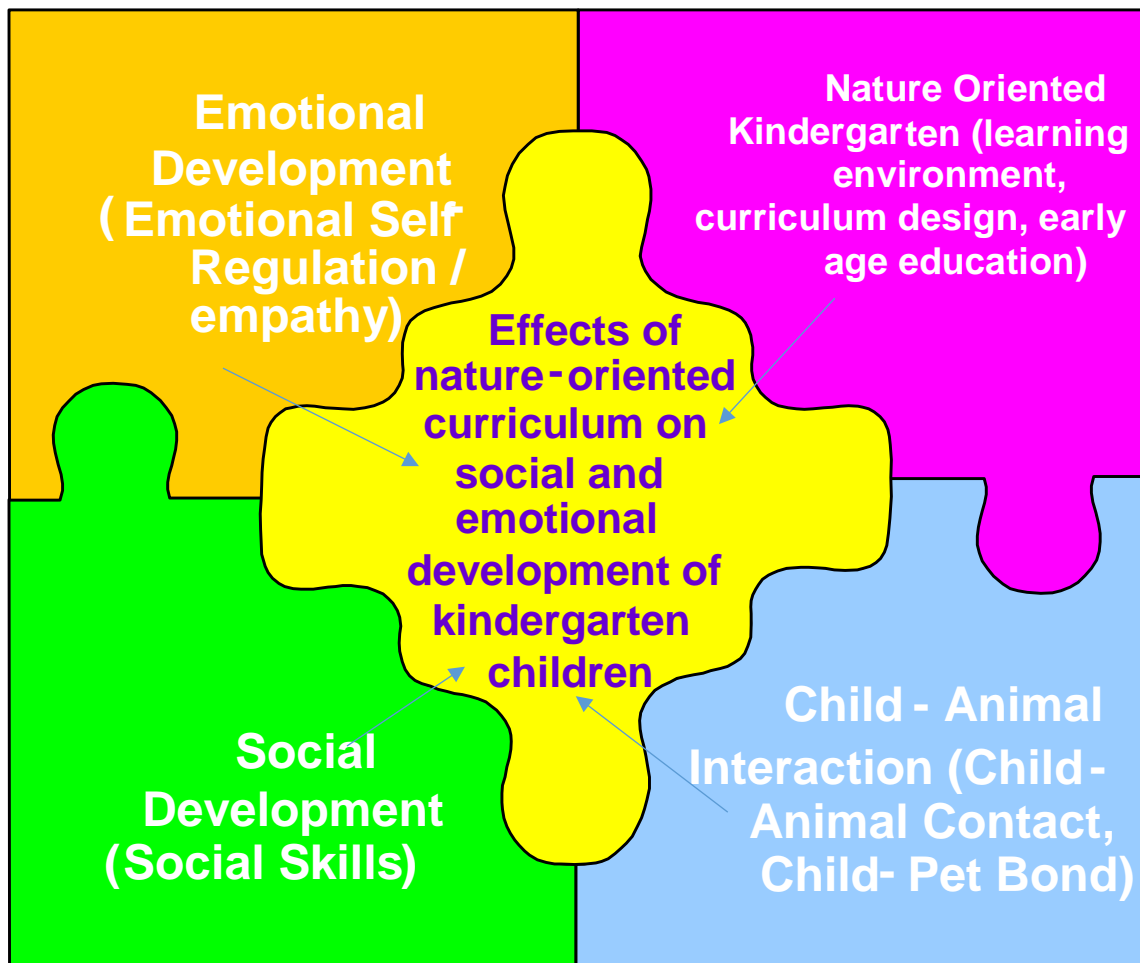 Emotional
Development
(Emotional Self-
Regulation /
empathy)
Nature Oriented
Kindergarten (learning
environment,
curriculum design, early
age education)
Effects of
nature-oriented
curriculum on
social and
emotional
development of
kindergarten
children
Social
Development
(Social Skills)
Child - Animal
Interaction (Child-
Animal Contact,
Child- Pet Bond)